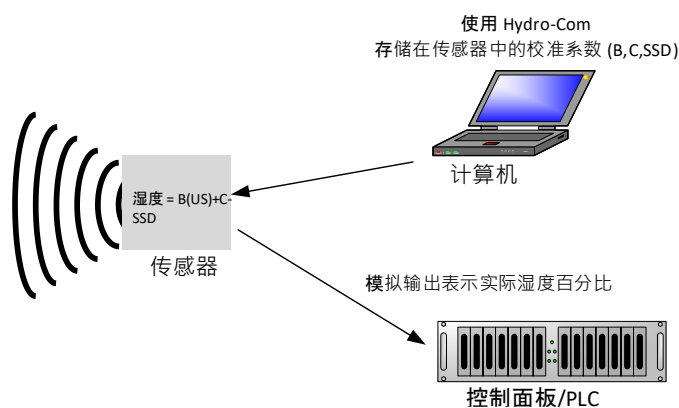 使用 Hydro-Com
存储在传感器中的校准系数 (B,C,SSD)
计算机
湿度 = B(US)+C-
SSD
传感器
模拟输出表示实际湿度百分比
控制面板/PLC